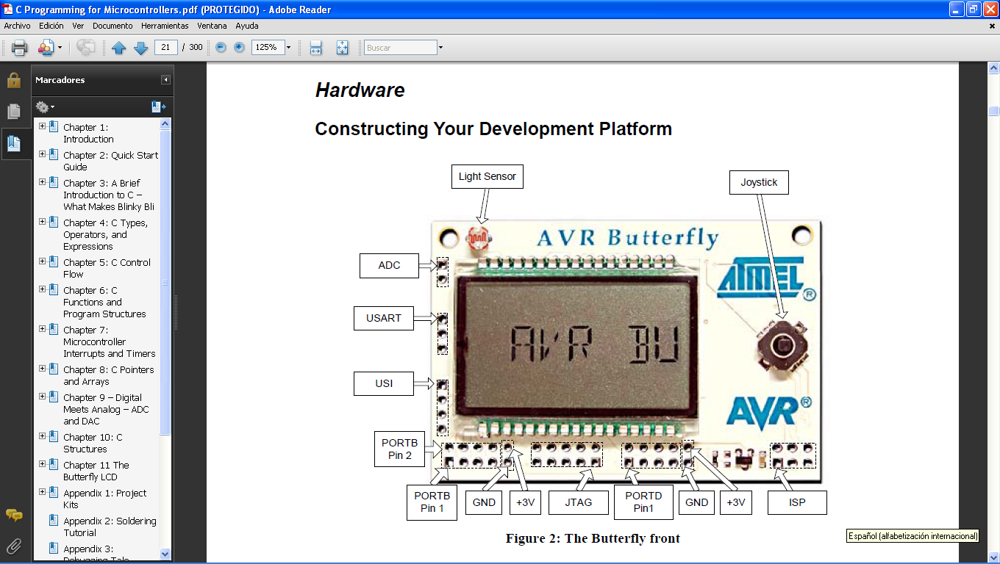 C Programming for Microcontrollers.pdf (PROTEGIDO) - Adobe Reader
Archivo Edición Ver Documento Herramientas Ventana Ayuda
21 / 300 125% Buscar
Marcadores
Chapter 1:
Introduction
Chapter 2: Quick Start
Guide
Chapter 3: A Brief
Introduction to C –
What Makes Blinky Bli
Chapter 4: C Types,
Operators, and
Expressions
Chapter 5: C Control
Flow
Chapter 6: C
Functions and
Program Structures
Chapter 7:
Microcontroller
Interrupts and Timers
Chapter 8: C Pointers
and Arrays
Chapter 9 – Digital
Meets Analog – ADC
and DAC
Chapter 10: C
Structures
Chapter 11 The
Butterfly LCD
Appendix 1: Project
Kits
Appendix 2: Soldering
Tutorial
Appendix 3:
Debugging Tale
Hardware
Constructing Your Development Platform
Light Sensor
Joystick
AVR Butterfly
ADC
ATMEL®
USART
AVR BU
USI
AVR®
PORTB
Pin 2
PORTB
Pin 1
GND
+3V
JTAG
PORTD
Pin1
GND
+3V
ISP
Figure 2: The Butterfly front
Español (alfabetización internacional)